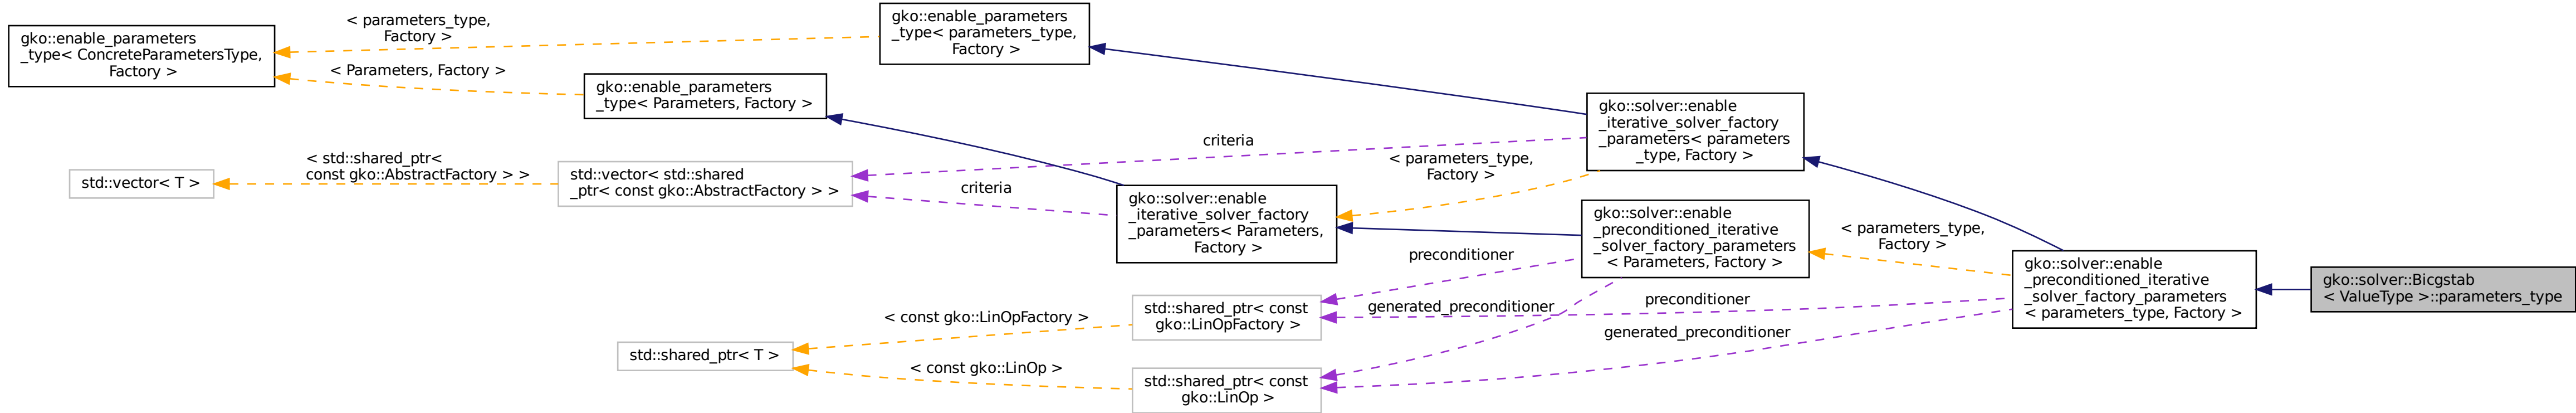 gko::enable_parameters
_type< ConcreteParametersType,
Factory >
< parameters_type,
Factory >
< Parameters, Factory >
gko::enable_parameters
_type< parameters_type,
Factory >
gko::enable_parameters
_type< Parameters, Factory >
std::vector< T >
< std::shared_ptr<
const gko::AbstractFactory > >
std::vector< std::shared
_ptr< const gko::AbstractFactory > >
criteria
criteria
gko::solver::enable
_iterative_solver_factory
_parameters< Parameters,
Factory >
< parameters_type,
Factory >
gko::solver::enable
_iterative_solver_factory
_parameters< parameters
_type, Factory >
gko::solver::enable
_preconditioned_iterative
_solver_factory_parameters
< Parameters, Factory >
< parameters_type,
Factory >
gko::solver::enable
_preconditioned_iterative
_solver_factory_parameters
< parameters_type, Factory >
gko::solver::Bicgstab
< ValueType >::parameters_type
preconditioner
generated_preconditioner
preconditioner
generated_preconditioner
std::shared_ptr< const
gko::LinOpFactory >
std::shared_ptr< const
gko::LinOp >
< const gko::LinOpFactory >
< const gko::LinOp >
std::shared_ptr< T >